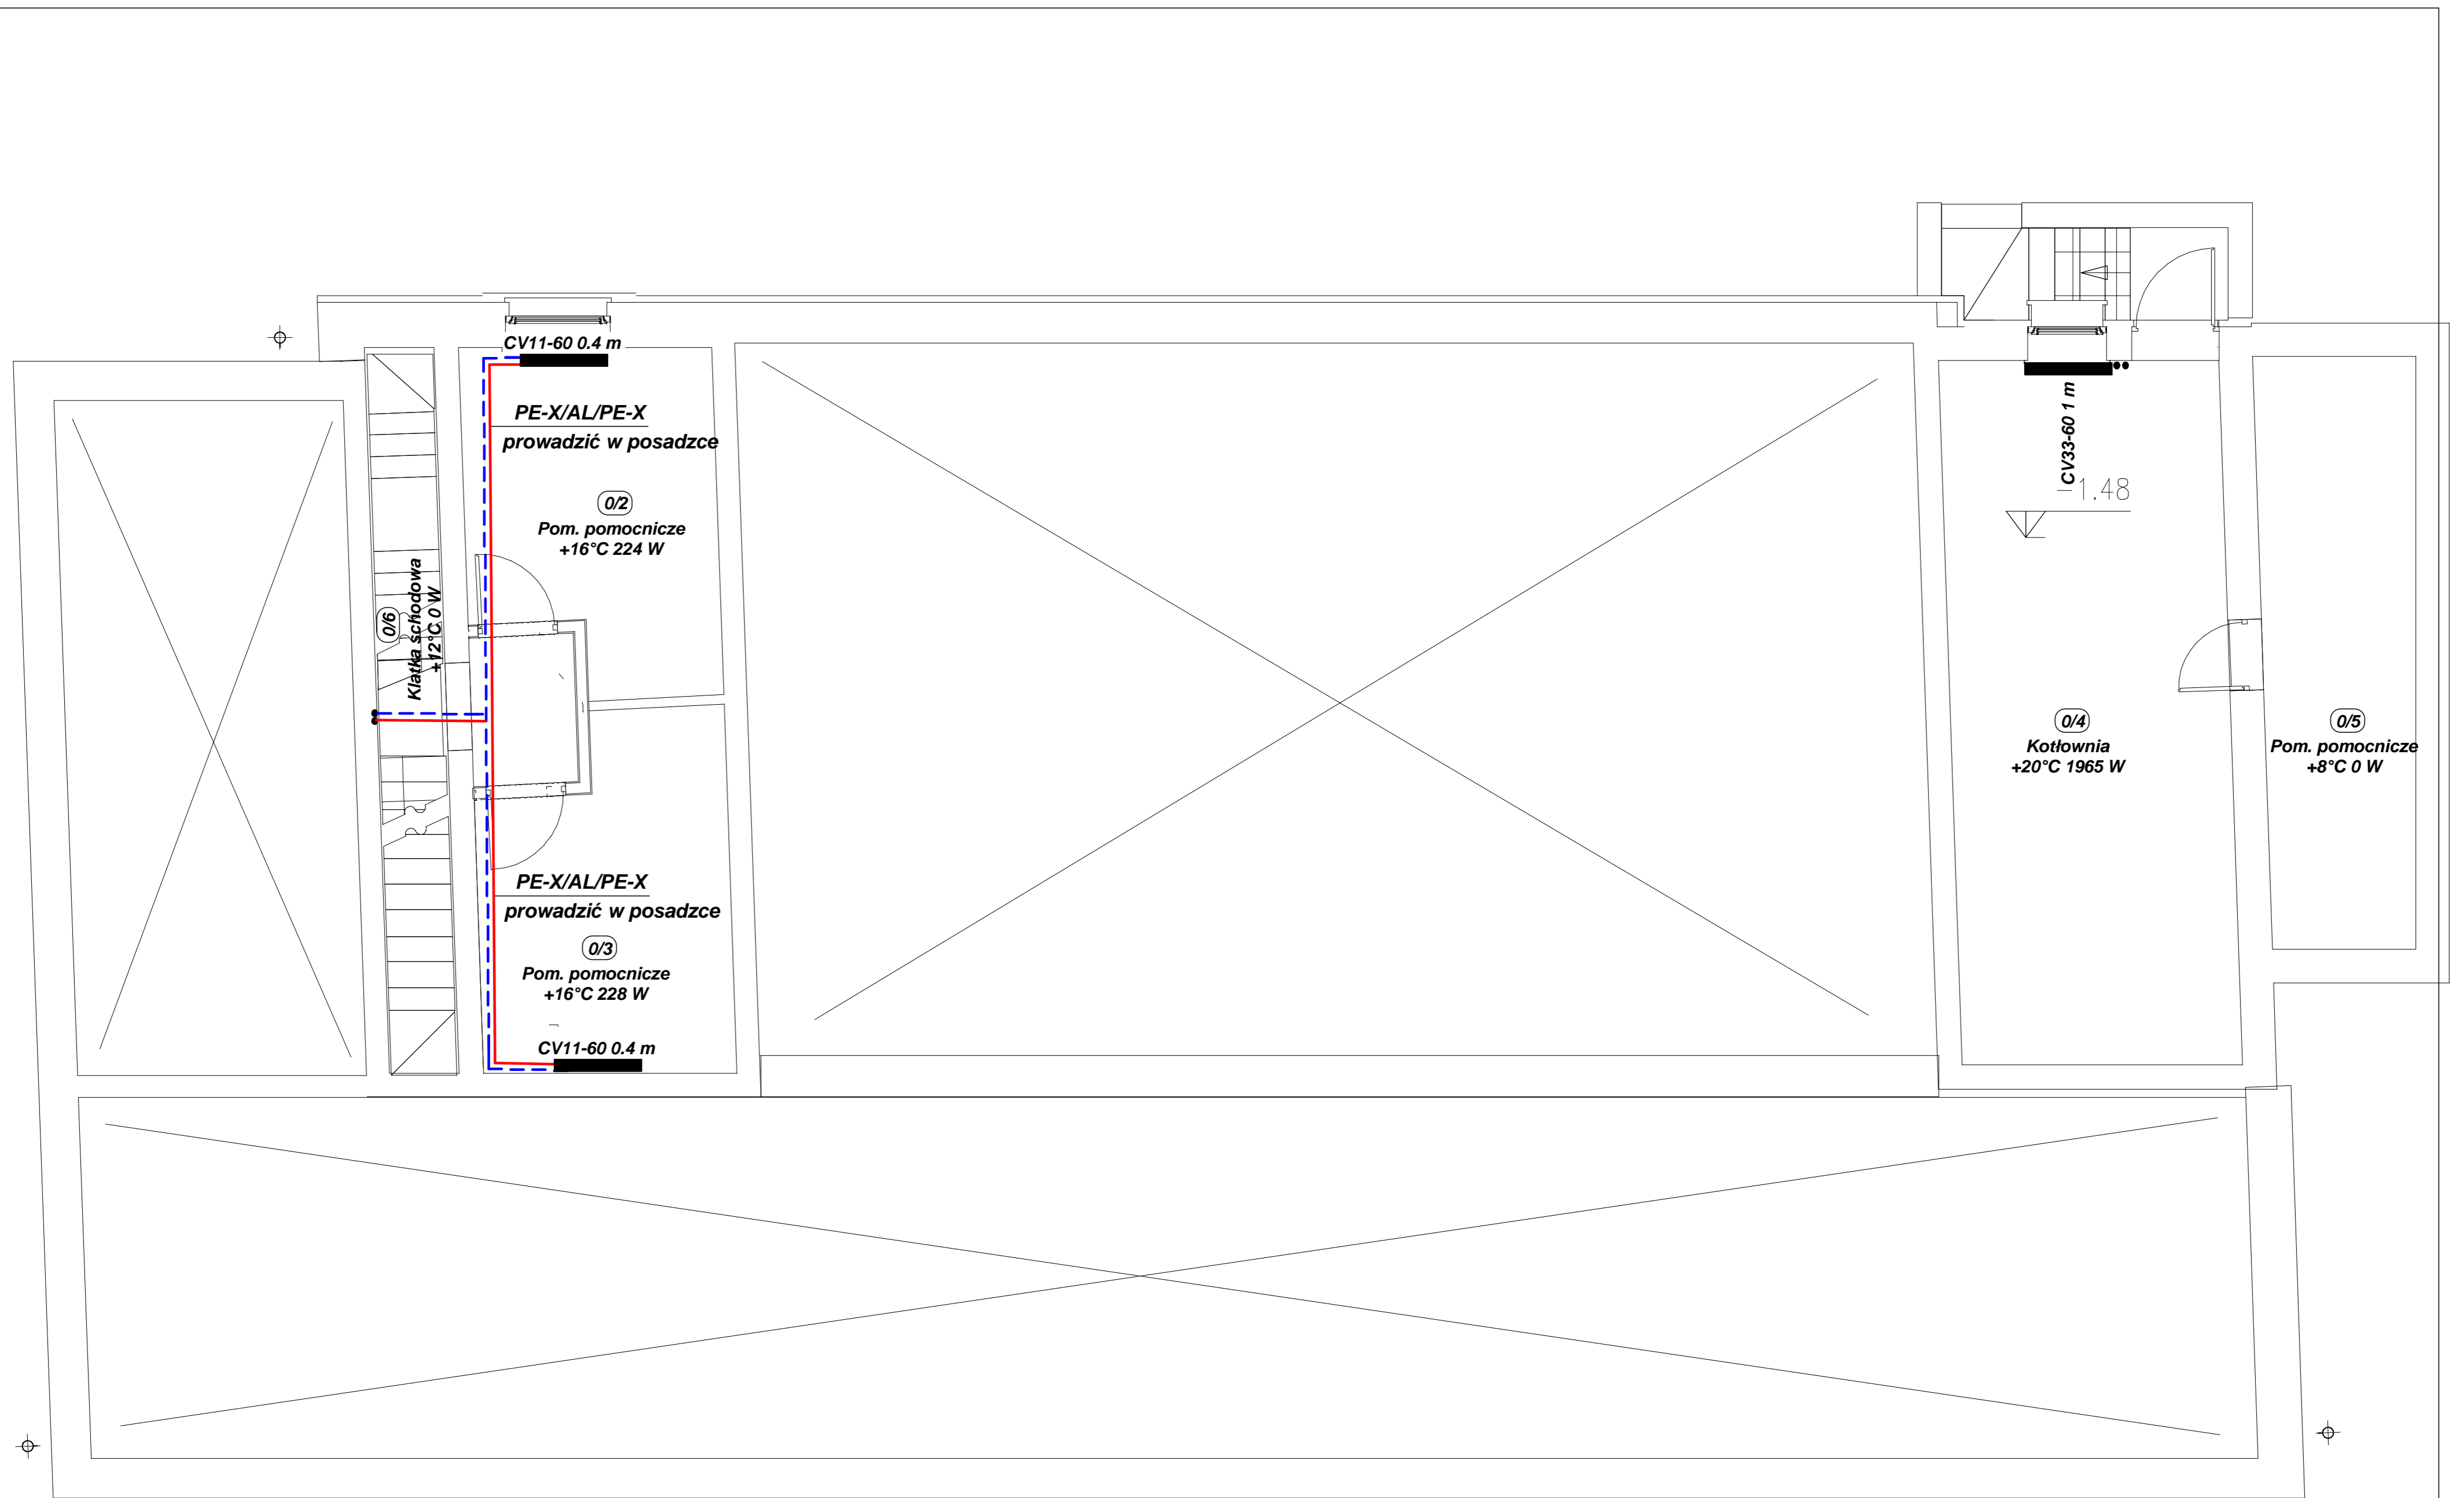 CV11-60 0.4 m
PE-X/AL/PE-X
prowadzić w posadzce
0/2
Pom. pomocnicze
+16°C 224 W
0/6
Klatka schodowa
+12°C 0 W
PE-X/AL/PE-X
prowadzić w posadzce
0/3
Pom. pomocnicze
+16°C 228 W
CV11-60 0.4 m
CV33-60 1 m
-1.48
0/4
Kotłownia
+20°C 1965 W
0/5
Pom. pomocnicze
+8°C 0 W